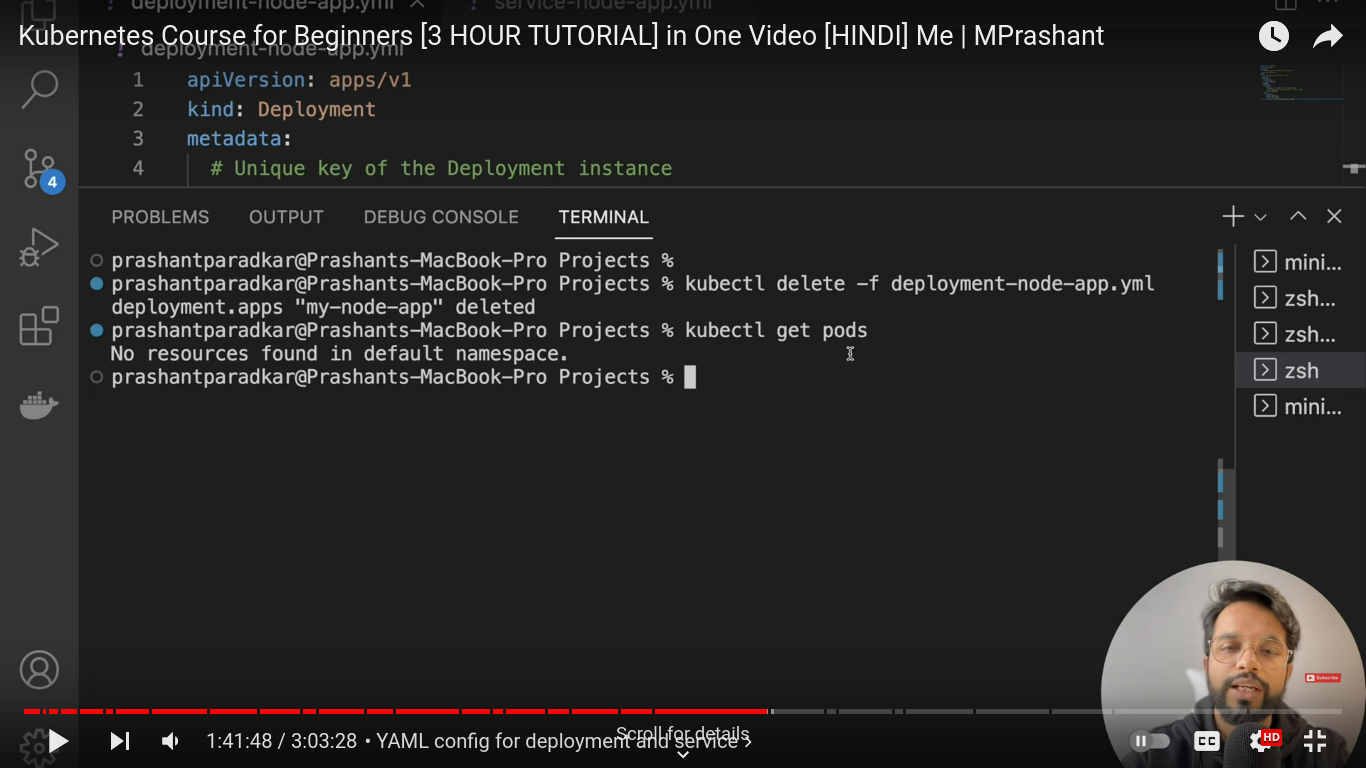 deployment-node-app.yml
service-node-app.yml
Kubernetes Course for Beginners [3 HOUR TUTORIAL] in One Video [HINDI] Me | MPrashant
! deployment-node-app.yml
1 apiVersion: apps/v1
2 kind: Deployment
3 metadata:
4 # Unique key of the Deployment instance
4
PROBLEMS OUTPUT DEBUG CONSOLE TERMINAL
prashantparadkar@Prashants-MacBook-Pro Projects %
prashantparadkar@Prashants-MacBook-Pro Projects % kubectl delete -f deployment-node-app.yml
deployment.apps "my-node-app" deleted
prashantparadkar@Prashants-MacBook-Pro Projects % kubectl get pods
No resources found in default namespace.
prashantparadkar@Prashants-MacBook-Pro Projects %
mini...
zsh...
zsh...
zsh
mini...
Subscribe
Scroll for details
1:41:48 / 3:03:28 • YAML config for deployment and service ›
CC
HD